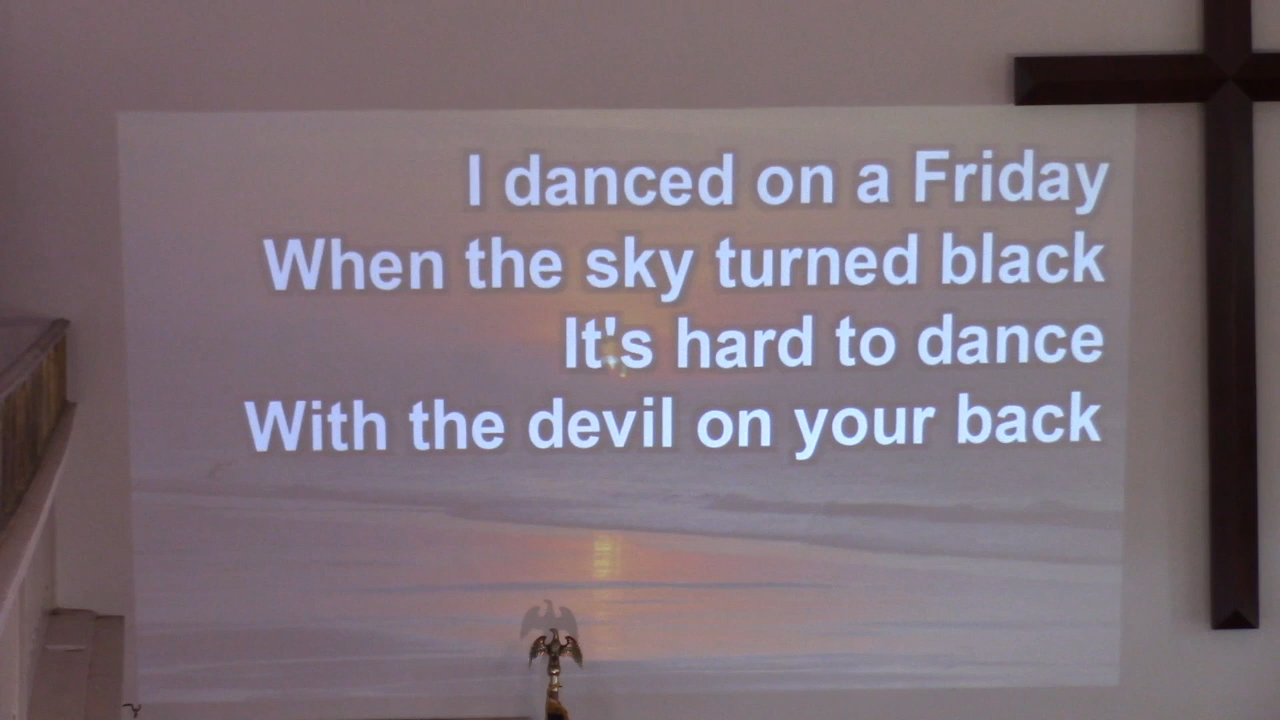 I danced on a Friday
When the sky turned black
It's hard to dance
With the devil on your back